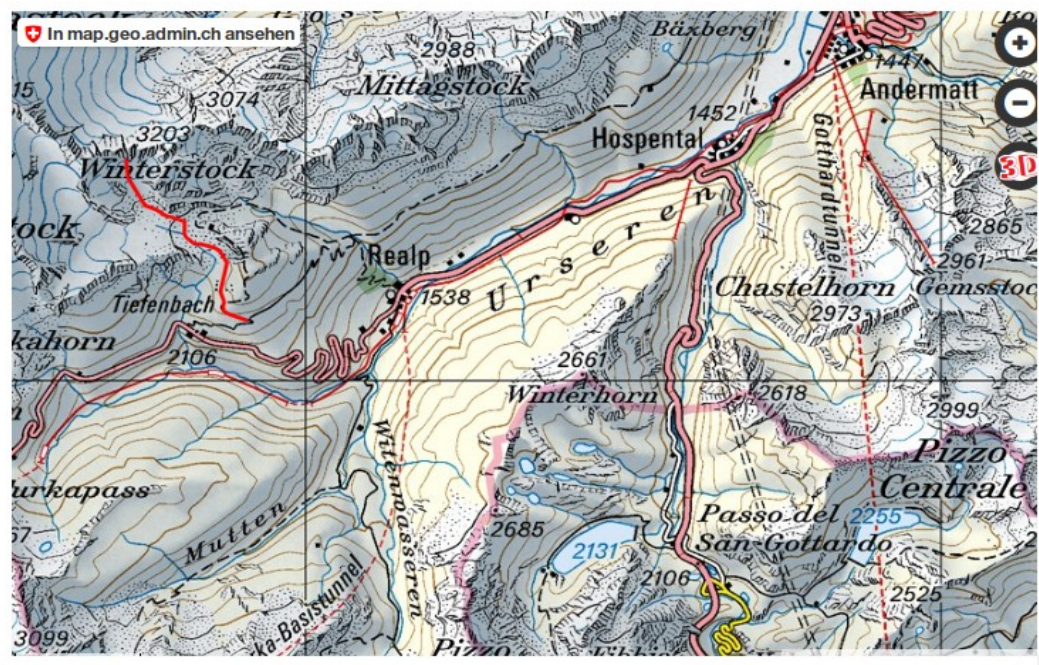 In map.geo.admin.ch ansehen
2988
Bäxberg
1447
15
3074
Mittagstock
Andermatt
3203
1452
Hospental
Winterstock
3D
Gotthardtunnel
2865
tock
Realp
2961
Urseren
Tiefenbach
1538
Chastelhorn
Gemsstoc
2973
kahorn
2106
2661
Winterhorn
2618
2999
Pizzo
Centrale
urkapass
Witenwasseren
Mutten
2685
Passo del
San Gottardo
2255
2131
2106
2525
ka-Basistunnel
3099
Pizzo